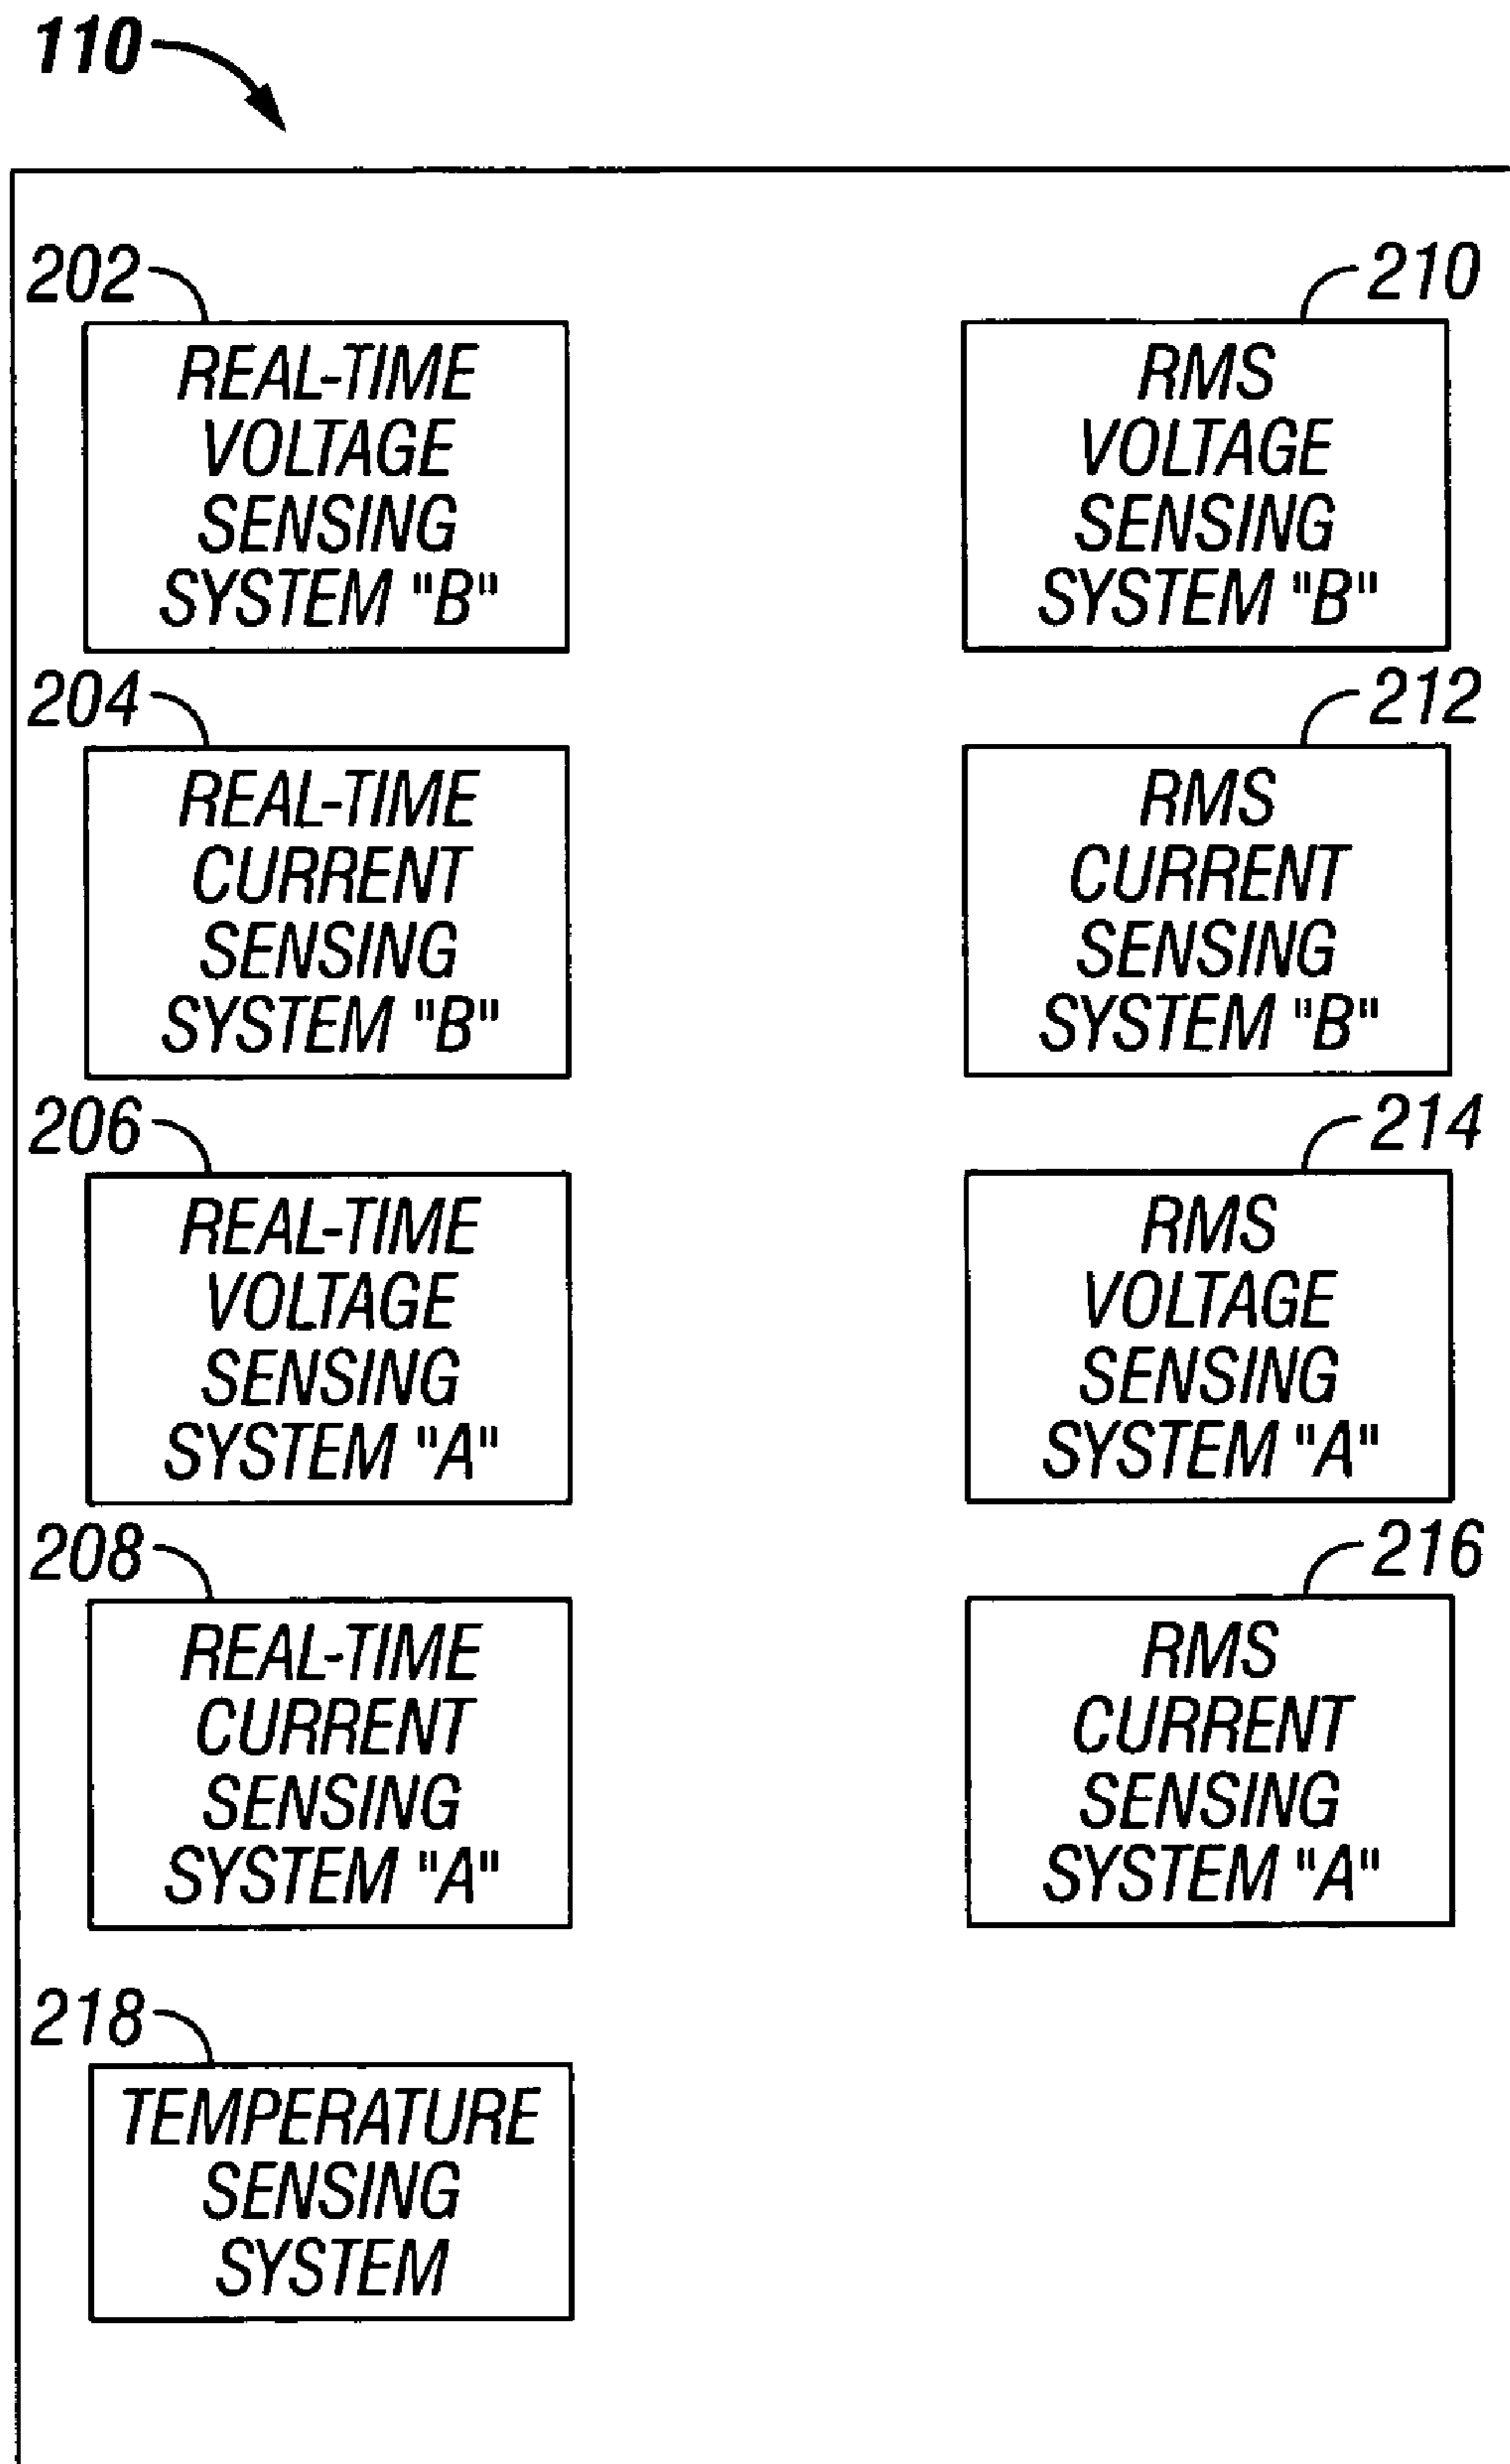 110
202
REAL-TIME
VOLTAGE
SENSING
SYSTEM "B"
210
RMS
VOLTAGE
SENSING
SYSTEM "B"
204
REAL-TIME
CURRENT
SENSING
SYSTEM "B"
212
RMS
CURRENT
SENSING
SYSTEM "B"
206
REAL-TIME
VOLTAGE
SENSING
SYSTEM "A"
214
RMS
VOLTAGE
SENSING
SYSTEM "A"
208
REAL-TIME
CURRENT
SENSING
SYSTEM "A"
216
RMS
CURRENT
SENSING
SYSTEM "A"
218
TEMPERATURE
SENSING
SYSTEM